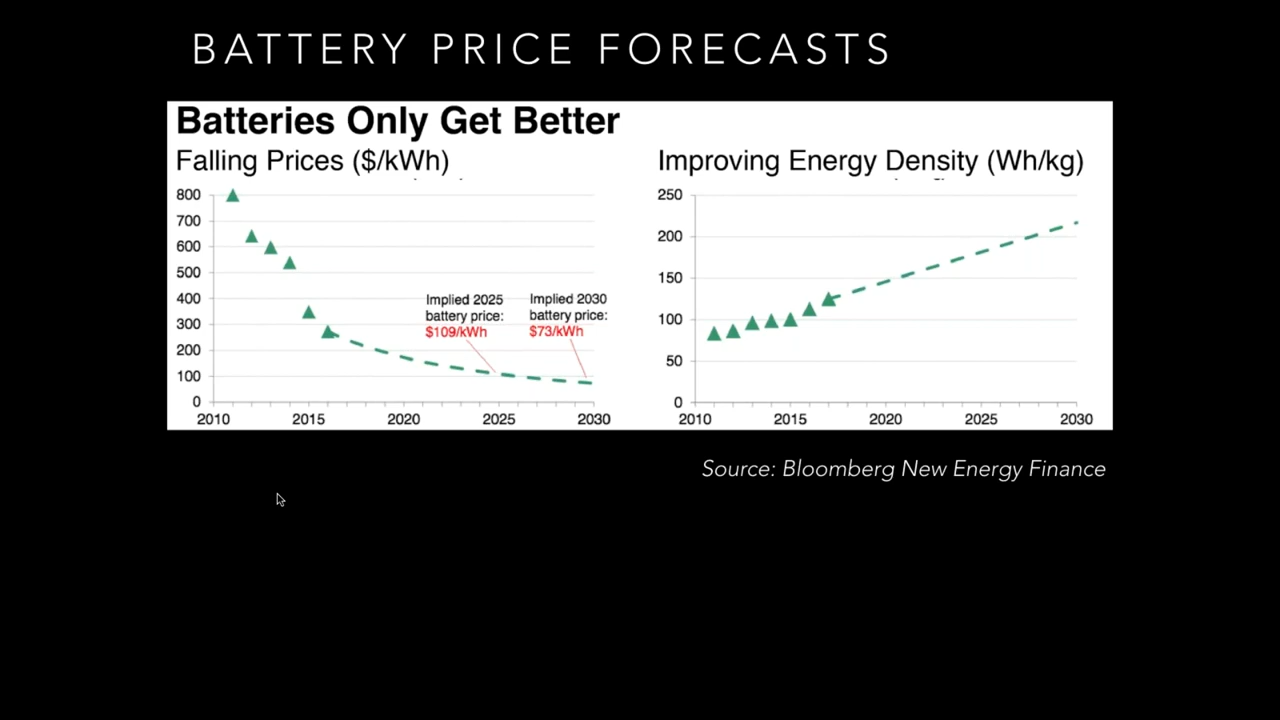 BATTERY PRICE FORECASTS
Batteries Only Get Better
Falling Prices ($/kWh)
800
700
600
500
400
300
200
100
0
2010
2015
2020
2025
2030
Implied 2025
battery price:
$109/kWh
Implied 2030
battery price:
$73/kWh
Improving Energy Density (Wh/kg)
250
200
150
100
50
0
2010
2015
2020
2025
2030
Source: Bloomberg New Energy Finance